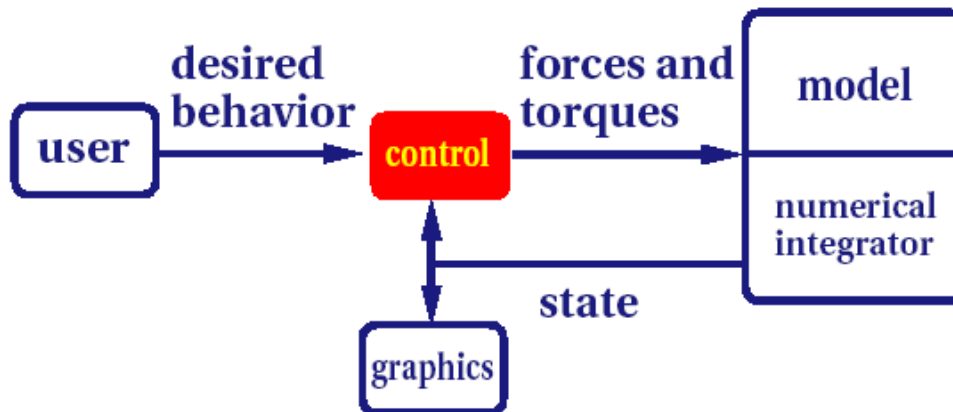 desired
behavior
forces and
torques
model
user
control
numerical
integrator
state
graphics